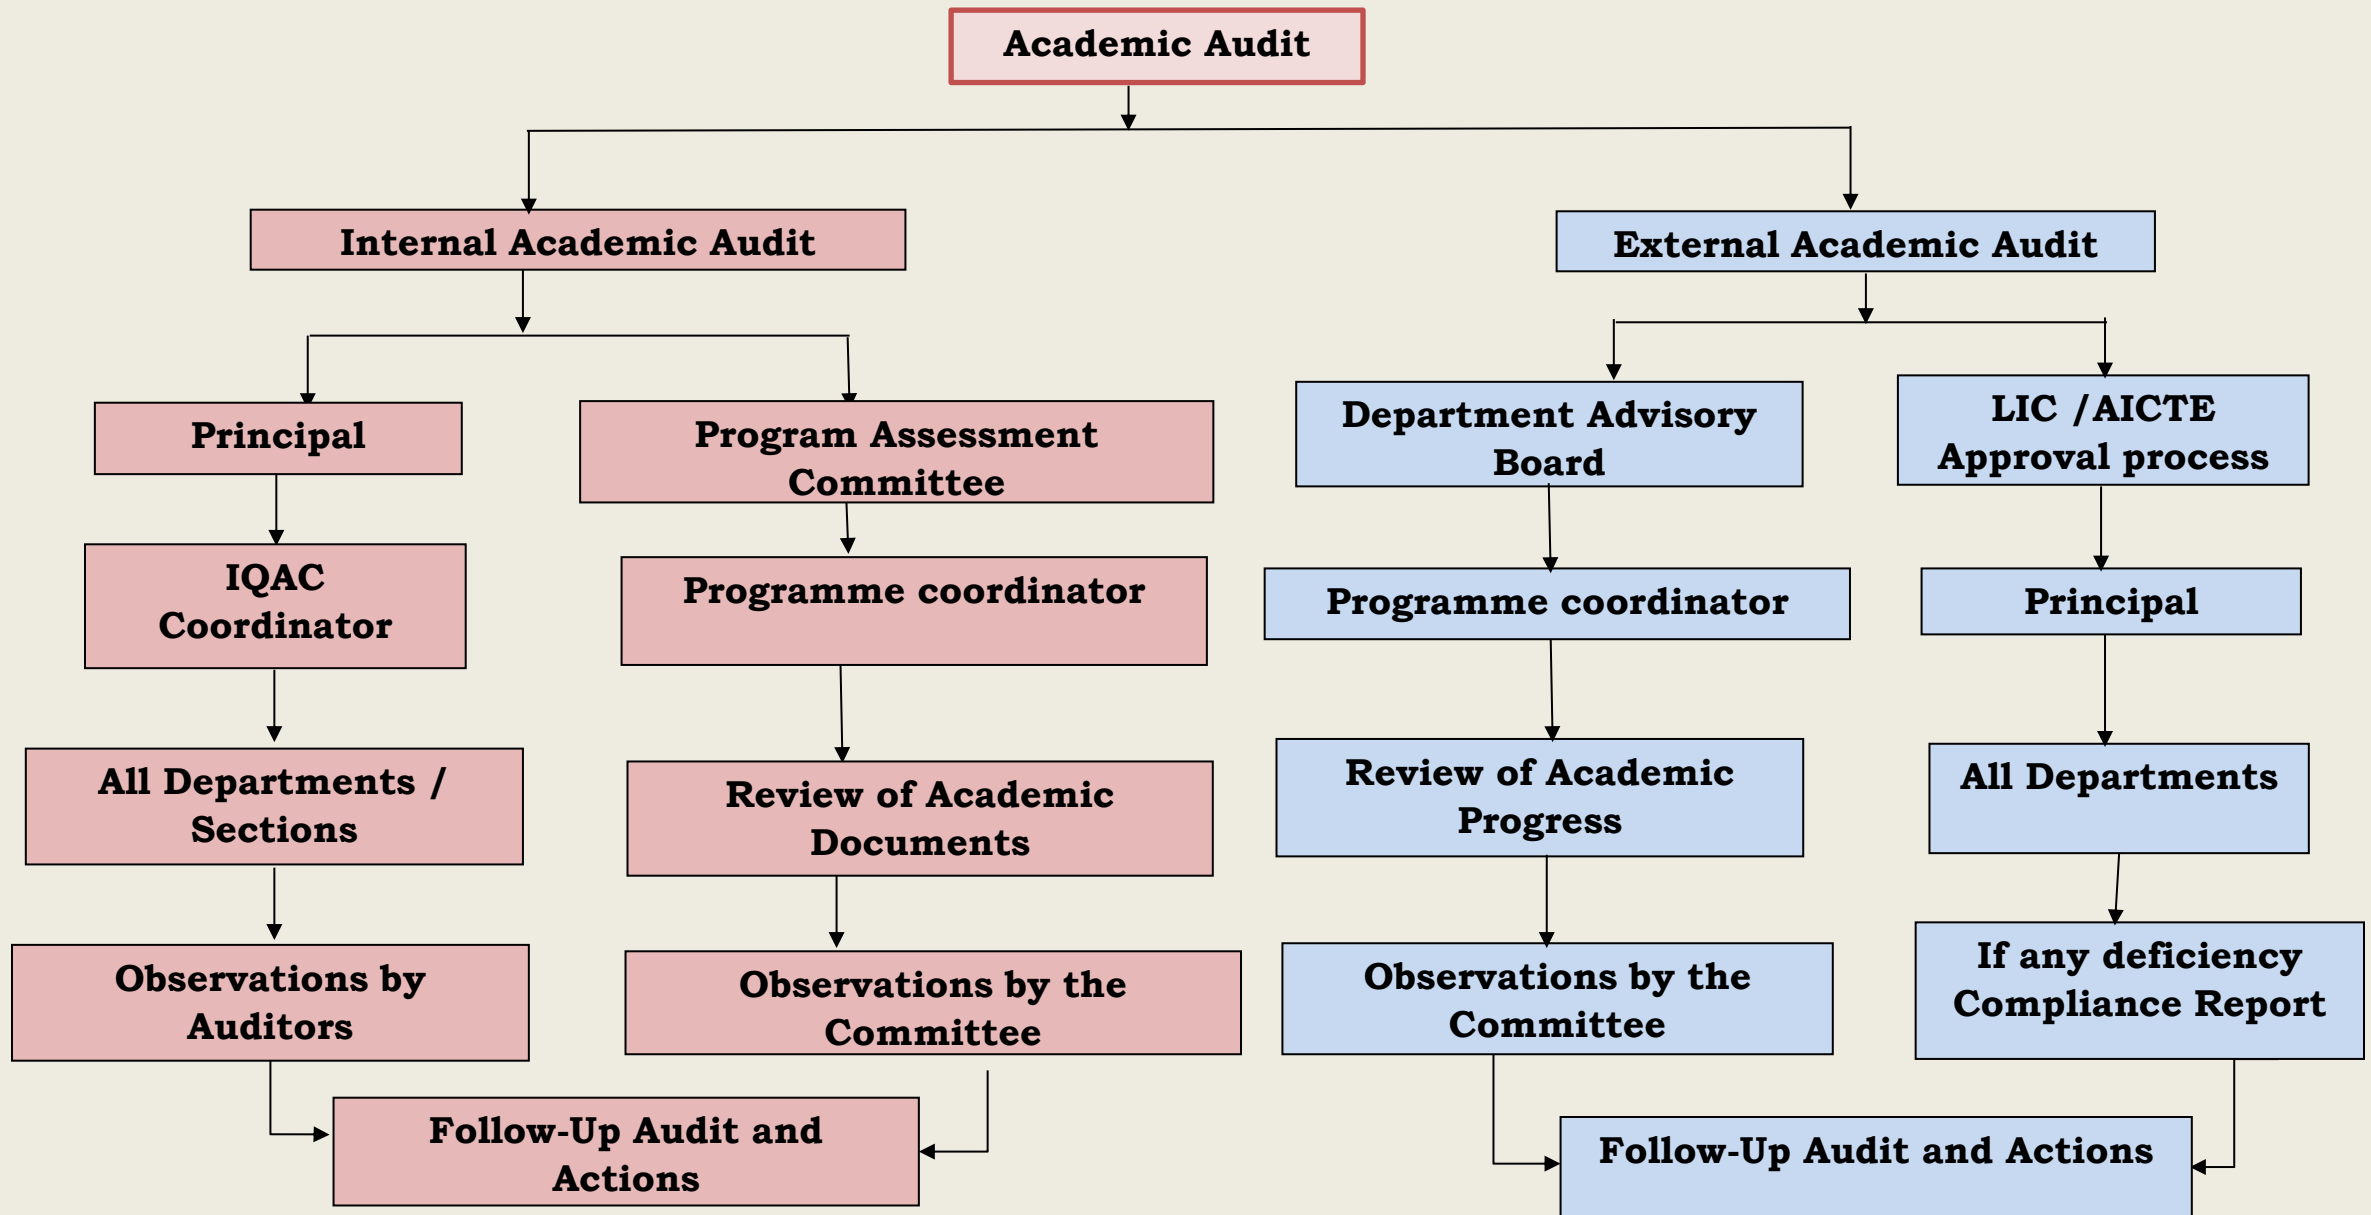 Academic Audit
Internal Academic Audit
External Academic Audit
Principal
Program Assessment
Committee
Department Advisory
Board
LIC /AICTE
Approval process
IQAC
Coordinator
Programme coordinator
Programme coordinator
Principal
All Departments /
Sections
Review of Academic
Documents
Review of Academic
Progress
All Departments
Observations by
Auditors
Observations by the
Committee
Observations by the
Committee
If any deficiency
Compliance Report
Follow-Up Audit and
Actions
Follow-Up Audit and Actions